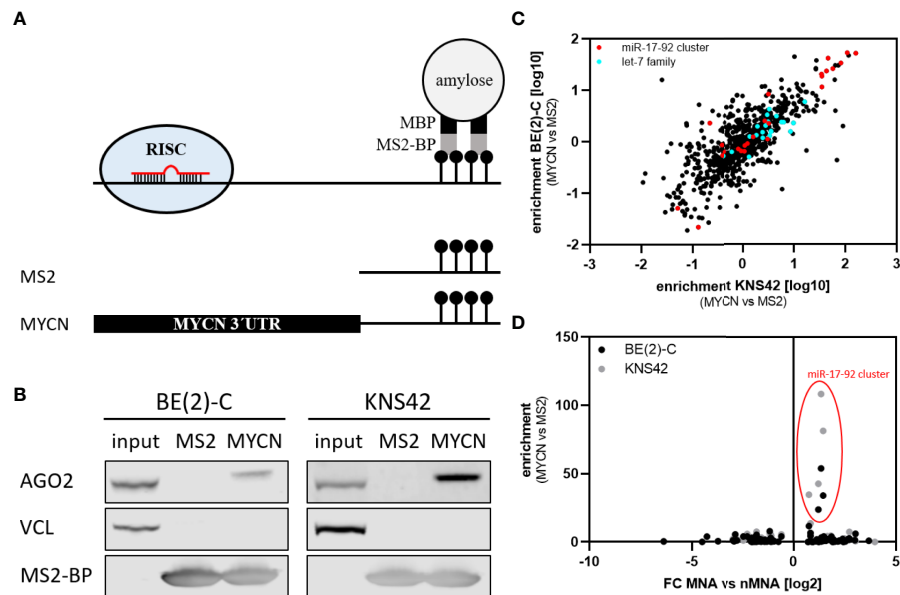 A
amylose
MBP
MS2-BP
RISC
MS2
MYCN
MYCN 3´UTR
B
BE(2)-C
KNS42
input MS2 MYCN
input MS2 MYCN
AGO2
VCL
MS2-BP
C
miR-17-92 cluster
let-7 family
enrichment BE(2)-C [log10]
(MYCN vs MS2)
2
1
0
-1
-2
-3 -2 -1 0 1 2 3
enrichment KNS42 [log10]
(MYCN vs MS2)
D
BE(2)-C
KNS42
miR-17-92 cluster
enrichment
(MYCN vs MS2)
150
100
50
0
-10 -5 0 5
FC MNA vs nMNA [log2]